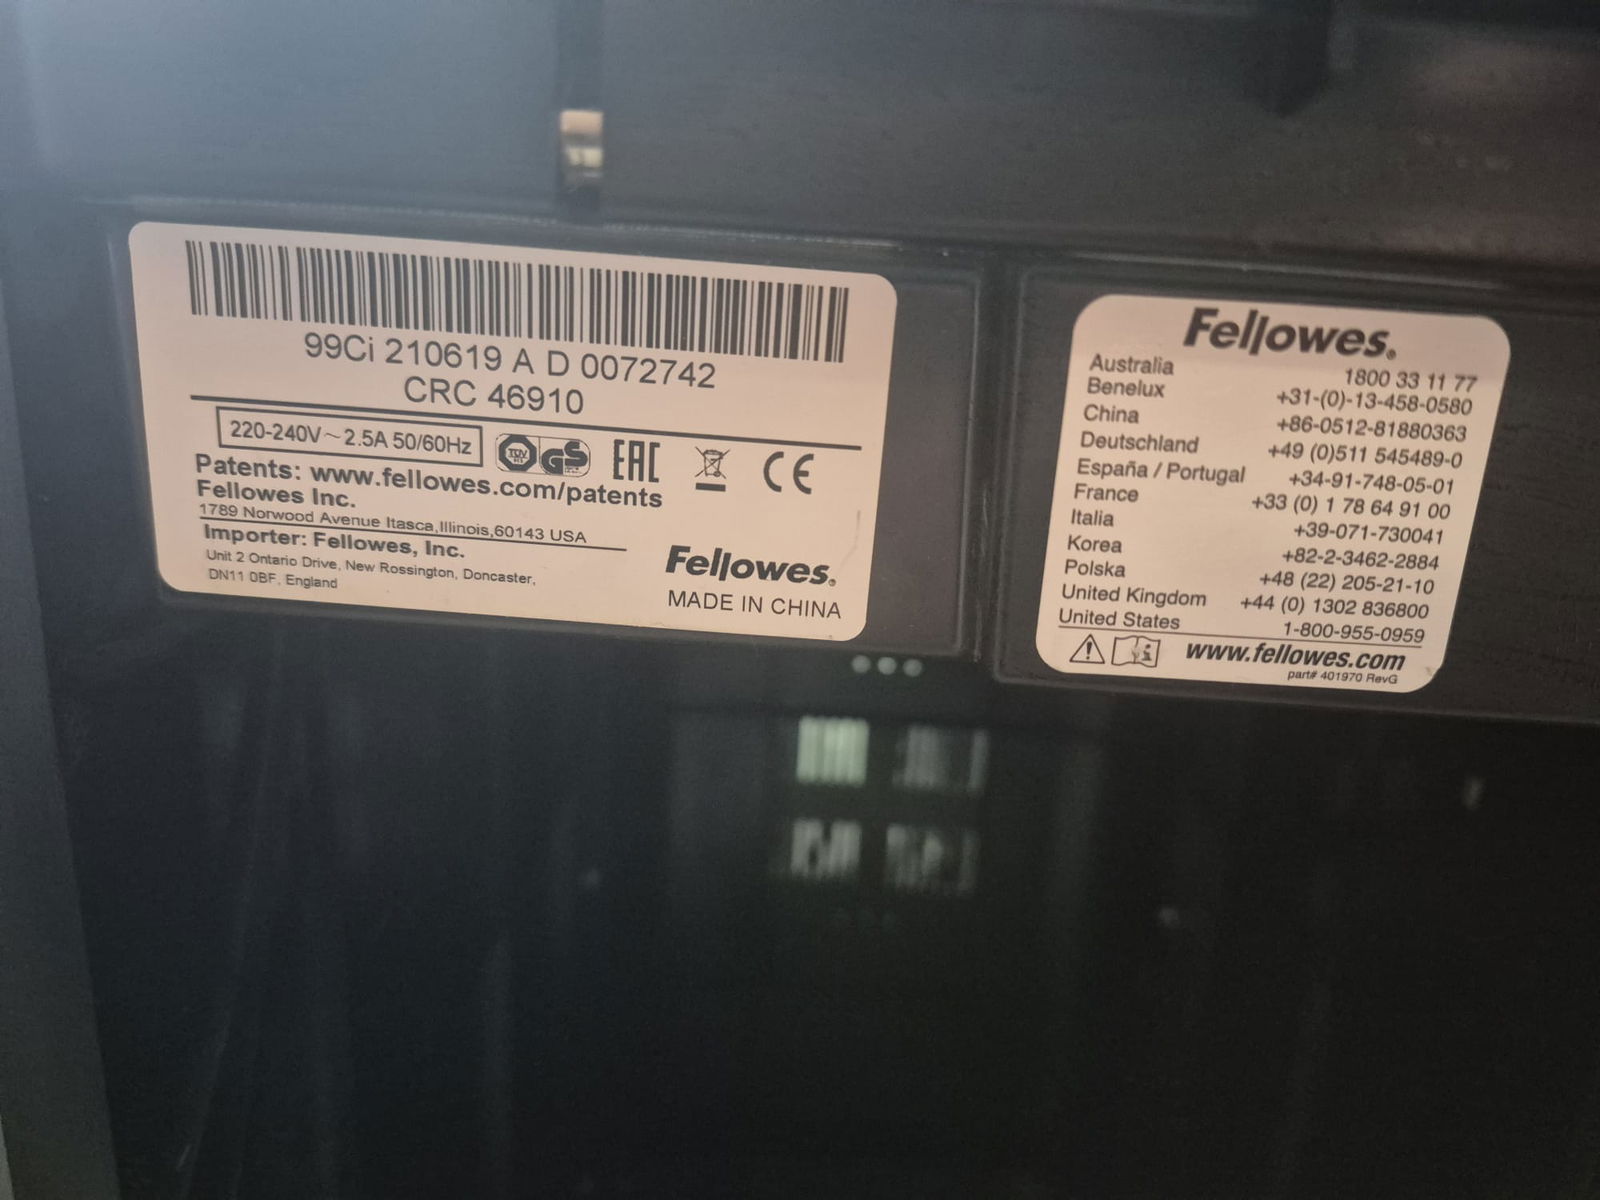 99Ci 210619 A D 0072742
CRC 46910
220-240V~2.5A 50/60Hz
TÜV GS EAC CE
Patents: www.fellowes.com/patents
Fellowes Inc.
1789 Norwood Avenue Itasca,Illinois,60143 USA
Importer: Fellowes, Inc.
Unit 2 Ontario Drive, New Rossington, Doncaster,
DN11 0BF, England
Fellowes.
MADE IN CHINA
Fellowes.
Australia 1800 33 11 77
Benelux +31-(0)-13-458-0580
China +86-0512-81880363
Deutschland +49 (0)511 545489-0
España / Portugal +34-91-748-05-01
France +33 (0) 1 78 64 91 00
Italia +39-071-730041
Korea +82-2-3462-2884
Polska +48 (22) 205-21-10
United Kingdom +44 (0) 1302 836800
United States 1-800-955-0959
www.fellowes.com
part# 401970 RevG